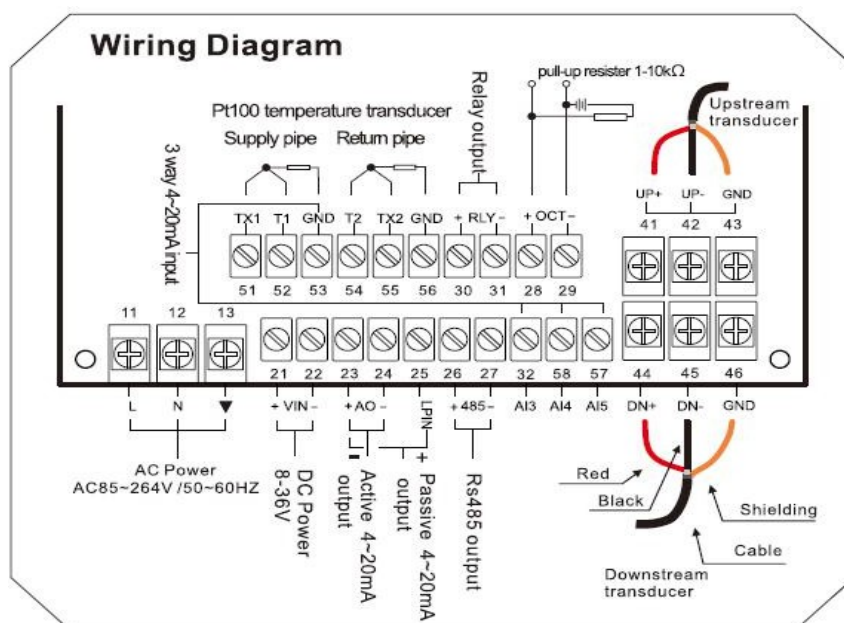 Wiring Diagram
pull-up resister 1-10kΩ
Relay output
Pt100 temperature transducer
Supply pipe Return pipe
3 way 4~20mA input
Upstream
transducer
UP+ UP- GND
41 42 43
TX1 T1 GND T2 TX2 GND + RLY - + OCT -
51 52 53 54 55 56 30 31 28 29
11 12 13
21 22 23 24 25 26 27 32 58 57
44 45 46
L N ▼
+ VIN - + AO - LPIN + 485 - AI3 AI4 AI5
DN+ DN- GND
AC Power
AC85~264V /50~60HZ
DC Power
8-36V
- +
Active 4~20mA
output
Passive 4~20mA
output
Rs485 output
Red
Black
Shielding
Cable
Downstream
transducer